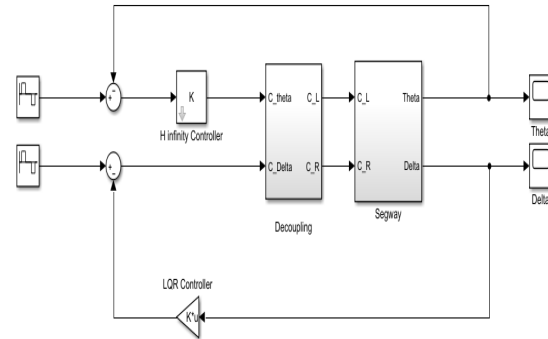 K
H infinity Controller
C_theta
C_L
C_Delta
C_R
Decoupling
C_L
Theta
C_R
Delta
Segway
Theta
Delta
LQR Controller
K*u